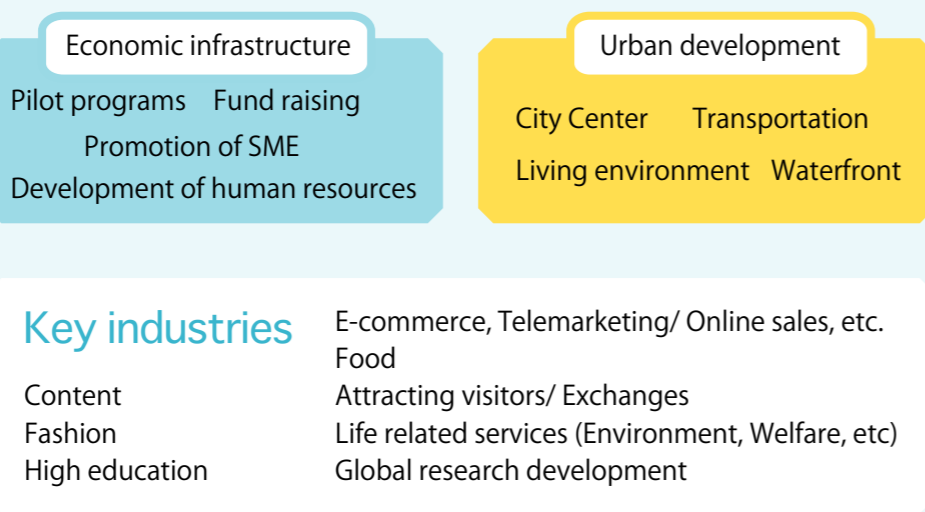 Economic infrastructure
Pilot programs Fund raising
Promotion of SME
Development of human resources
Urban development
City Center Transportation
Living environment Waterfront
Key industries
Content
Fashion
High education
E-commerce, Telemarketing/ Online sales, etc.
Food
Attracting visitors/ Exchanges
Life related services (Environment, Welfare, etc)
Global research development